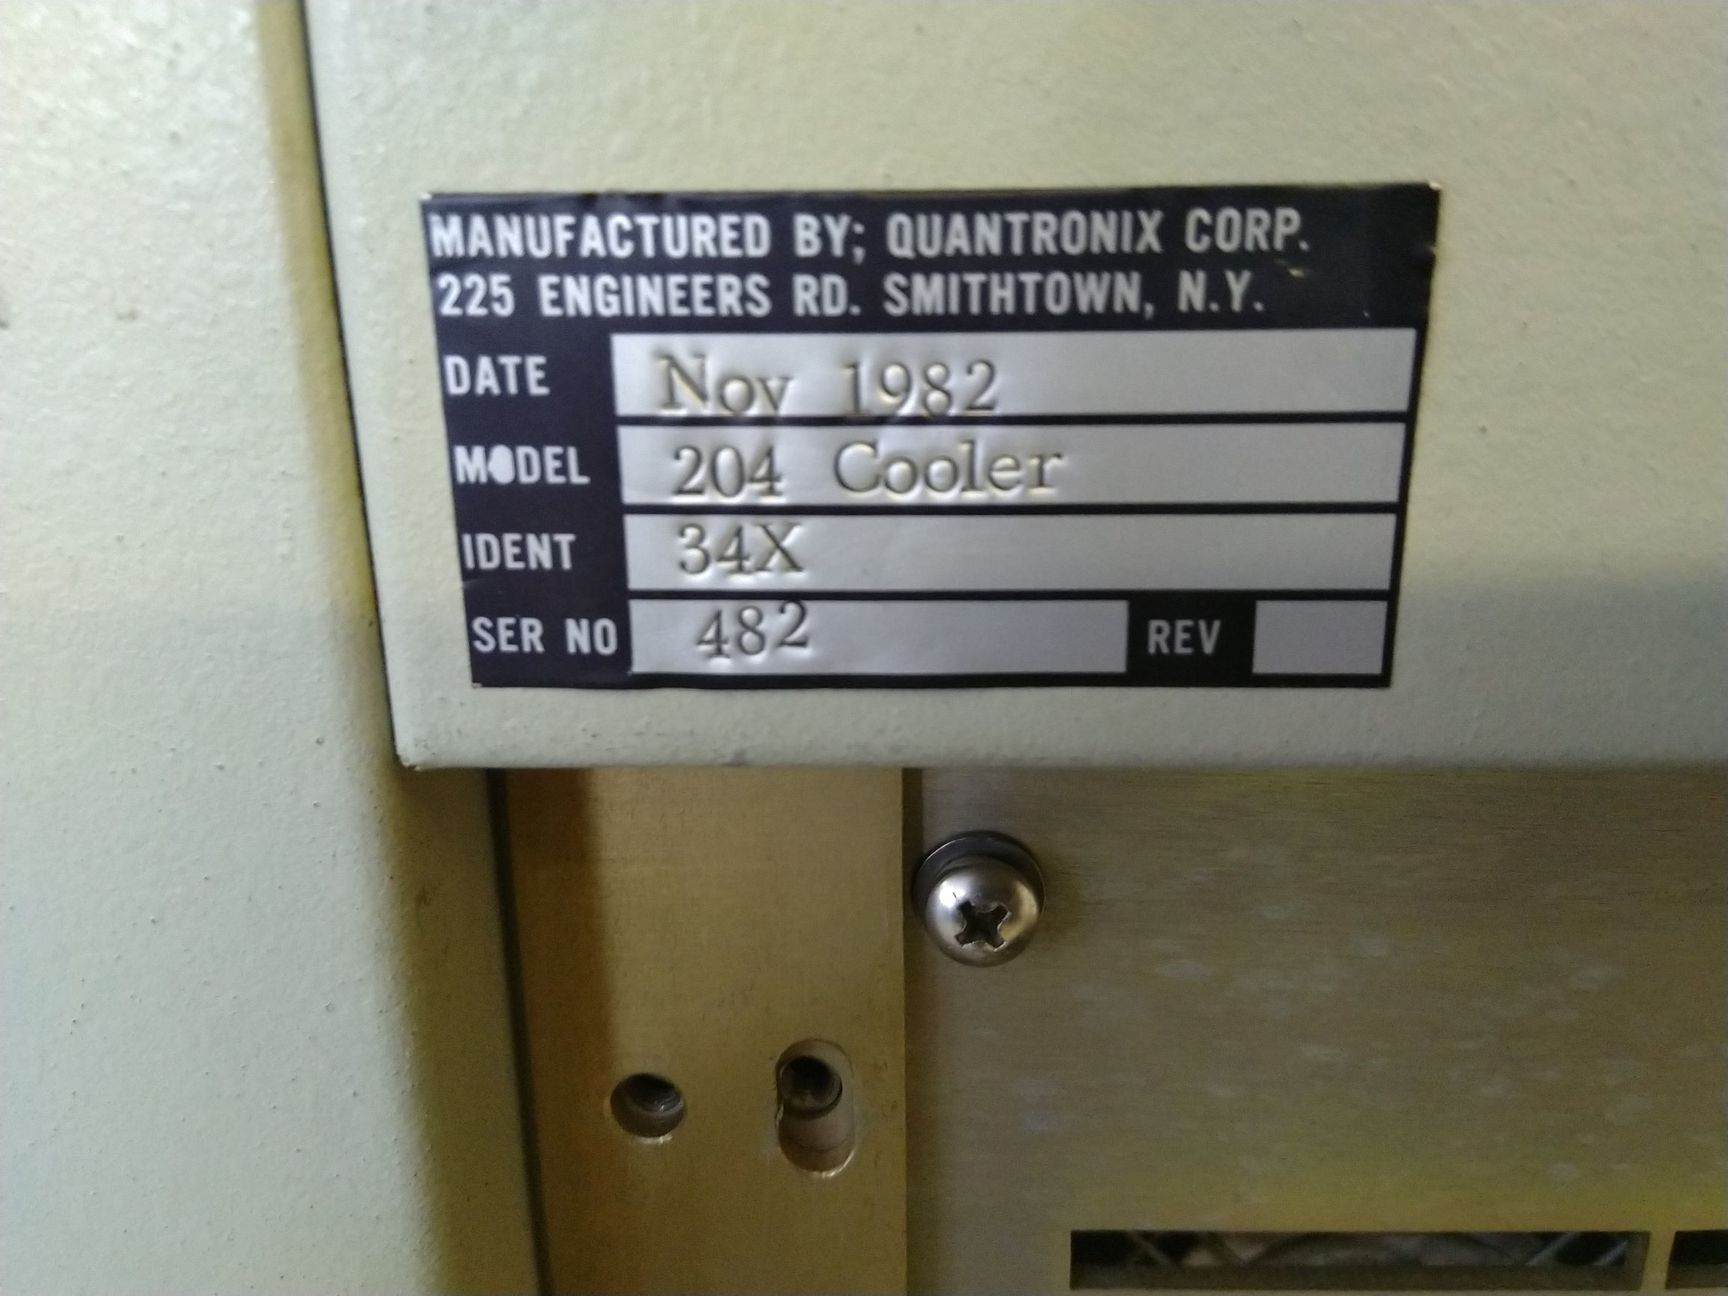 MANUFACTURED BY; QUANTRONIX CORP.
225 ENGINEERS RD. SMITHTOWN, N.Y.
DATE Nov 1982
MODEL 204 Cooler
IDENT 34X
SER NO 482 REV